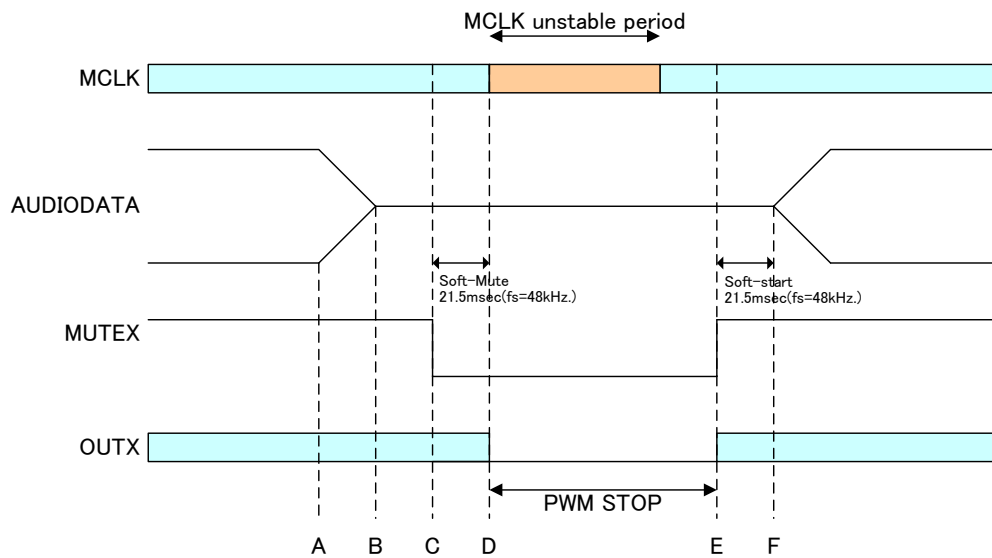 MCLK unstable period
MCLK
AUDIODATA
Soft-Mute
21.5msec(fs=48kHz.)
Soft-start
21.5msec(fs=48kHz.)
MUTEX
OUTX
PWM STOP
A B C D E F